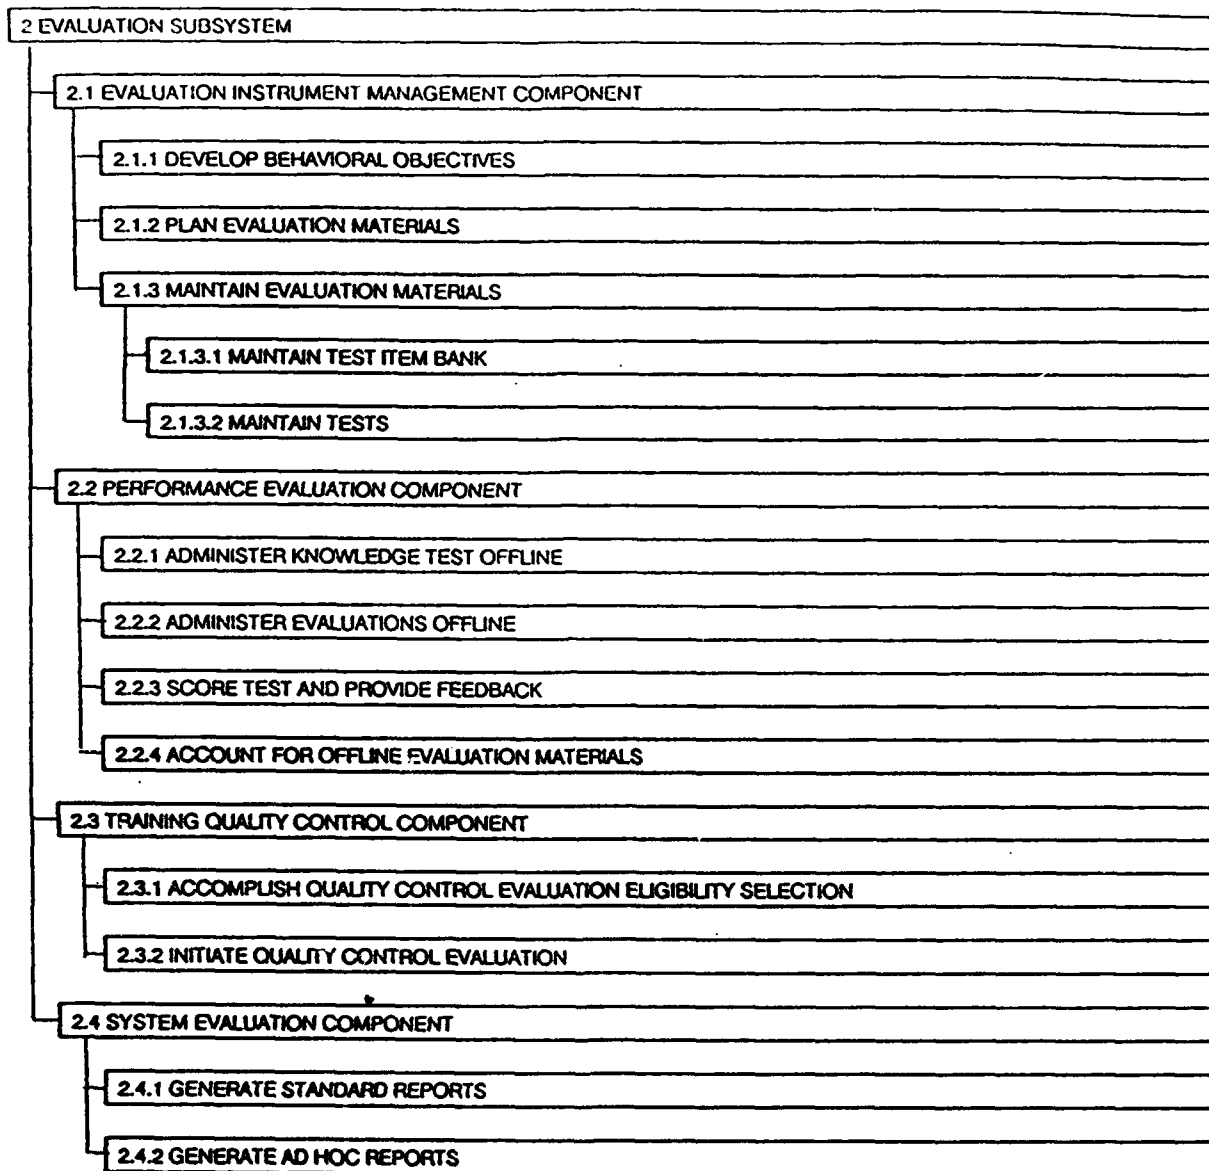 2 EVALUATION SUBSYSTEM
2.1 EVALUATION INSTRUMENT MANAGEMENT COMPONENT
2.1.1 DEVELOP BEHAVIORAL OBJECTIVES
2.1.2 PLAN EVALUATION MATERIALS
2.1.3 MAINTAIN EVALUATION MATERIALS
2.1.3.1 MAINTAIN TEST ITEM BANK
2.1.3.2 MAINTAIN TESTS
2.2 PERFORMANCE EVALUATION COMPONENT
2.2.1 ADMINISTER KNOWLEDGE TEST OFFLINE
2.2.2 ADMINISTER EVALUATIONS OFFLINE
2.2.3 SCORE TEST AND PROVIDE FEEDBACK
2.2.4 ACCOUNT FOR OFFLINE EVALUATION MATERIALS
2.3 TRAINING QUALITY CONTROL COMPONENT
2.3.1 ACCOMPLISH QUALITY CONTROL EVALUATION ELIGIBILITY SELECTION
2.3.2 INITIATE QUALITY CONTROL EVALUATION
2.4 SYSTEM EVALUATION COMPONENT
2.4.1 GENERATE STANDARD REPORTS
2.4.2 GENERATE AD HOC REPORTS